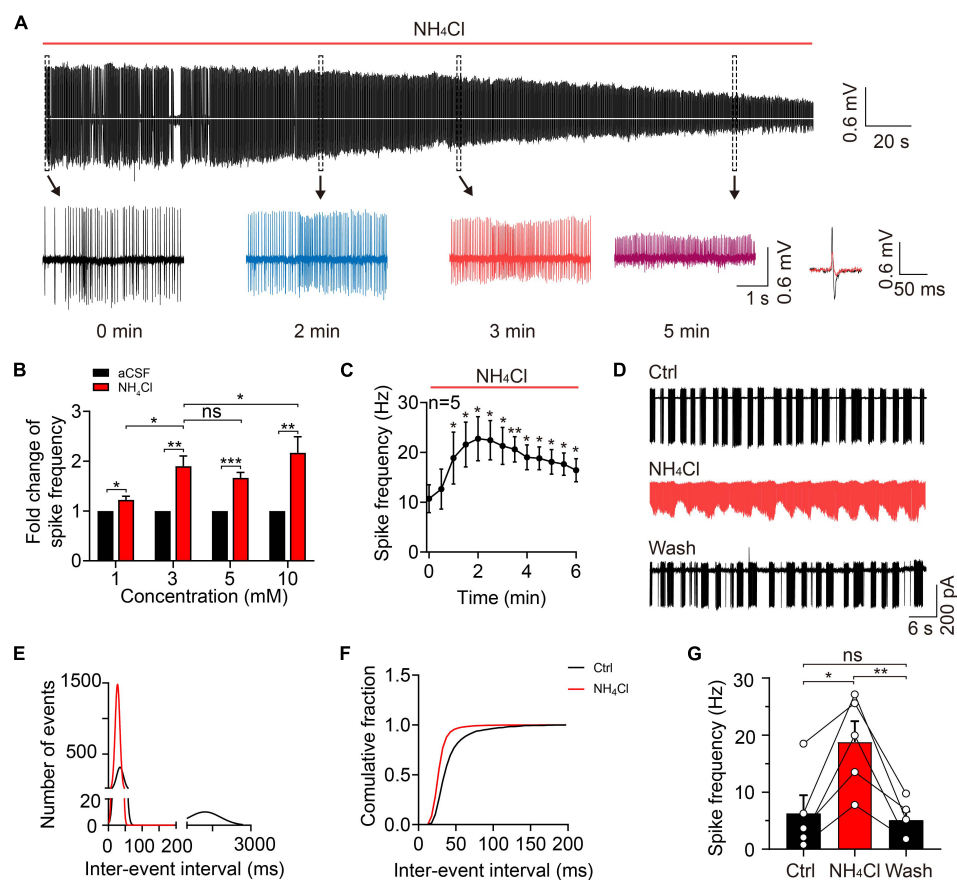 A
NH₄Cl
0.6 mV
20 s
0 min
2 min
3 min
5 min
1 s
0.6 mV
0.6 mV
50 ms
B
aCSF
NH₄Cl
Fold change of
spike frequency
3
2
1
0
*
**
***
**
*
ns
*
1 3 5 10
Concentration (mM)
C
NH₄Cl
n=5
Spike frequency (Hz)
30
20
10
0
* * * * ** * * * * *
0 2 4 6
Time (min)
D
Ctrl
NH₄Cl
Wash
6 s
200 pA
E
Number of events
1500
500
20
0
0 100 200 3000
Inter-event interval (ms)
F
Ctrl
NH₄Cl
Comulative fraction
1.5
1.0
0.5
0.0
0 50 100 150 200
Inter-event interval (ms)
G
ns
* **
Spike frequency (Hz)
30
20
10
0
Ctrl NH₄Cl Wash